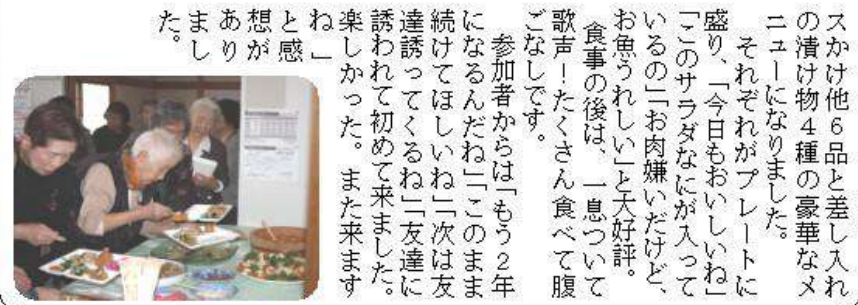 スかけ他６品と差し入れ
の漬け物４種の豪華なメ
ニューになりました。
それぞれがプレートに
盛り、「今日もおいしいね」
「このサラダなにが入って
いるの」「お肉嫌いだけど、
お魚うれしい」と大好評。
食事の後は、一息ついて
歌声！たくさん食べて腹
ごなしです。
参加者からは「もう２年
になるんだね」「このまま
続けてほしいね」「次は友
達誘ってくるね」「友達に
誘われて初めて来ました。
楽しかった。また来ます
ね」
と感
想が
あり
まし
た。